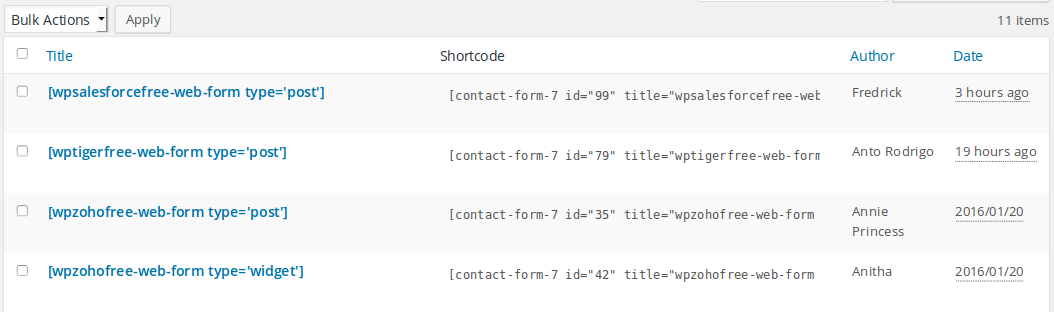 Bulk Actions Apply 11 items
Title Shortcode Author Date
[wpsalesforcefree-web-form type='post'] [contact-form-7 id="99" title="wpsalesforcefree-web Fredrick 3 hours ago
[wptigerfree-web-form type='post'] [contact-form-7 id="79" title="wptigerfree-web-form Anto Rodrigo 19 hours ago
[wpzohofree-web-form type='post'] [contact-form-7 id="35" title="wpzohofree-web-form Annie 2016/01/20
Princess
[wpzohofree-web-form type='widget'] [contact-form-7 id="42" title="wpzohofree-web-form Anitha 2016/01/20